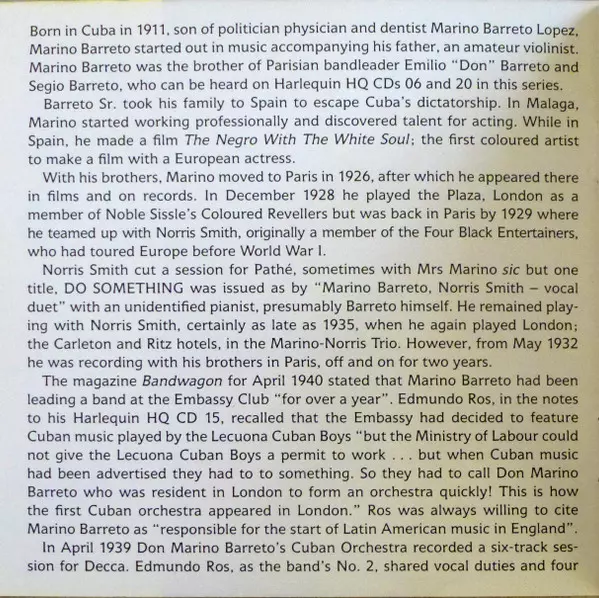 Born in Cuba in 1911, son of politician physician and dentist Marino Barreto Lopez,
Marino Barreto started out in music accompanying his father, an amateur violinist.
Marino Barreto was the brother of Parisian bandleader Emilio “Don” Barreto and
Segio Barreto, who can be heard on Harlequin HQ CDs 06 and 20 in this series.
Barreto Sr. took his family to Spain to escape Cuba’s dictatorship. In Malaga,
Marino started working professionally and discovered talent for acting. While in
Spain, he made a film The Negro With The White Soul; the first coloured artist
to make a film with a European actress.
With his brothers, Marino moved to Paris in 1926, after which he appeared there
in films and on records. In December 1928 he played the Plaza, London as a
member of Noble Sissle’s Coloured Revellers but was back in Paris by 1929 where
he teamed up with Norris Smith, originally a member of the Four Black Entertainers,
who had toured Europe before World War I.
Norris Smith cut a session for Pathé, sometimes with Mrs Marino sic but one
title, DO SOMETHING was issued as by “Marino Barreto, Norris Smith – vocal
duet” with an unidentified pianist, presumably Barreto himself. He remained play-
ing with Norris Smith, certainly as late as 1935, when he again played London;
the Carleton and Ritz hotels, in the Marino-Norris Trio. However, from May 1932
he was recording with his brothers in Paris, off and on for two years.
The magazine Bandwagon for April 1940 stated that Marino Barreto had been
leading a band at the Embassy Club “for over a year”. Edmundo Ros, in the notes
to his Harlequin HQ CD 15, recalled that the Embassy had decided to feature
Cuban music played by the Lecuona Cuban Boys “but the Ministry of Labour could
not give the Lecuona Cuban Boys a permit to work . . . but when Cuban music
had been advertised they had to to something. So they had to call Don Marino
Barreto who was resident in London to form an orchestra quickly! This is how
the first Cuban orchestra appeared in London.” Ros was always willing to cite
Marino Barreto as “responsible for the start of Latin American music in England”.
In April 1939 Don Marino Barreto’s Cuban Orchestra recorded a six-track ses-
sion for Decca. Edmundo Ros, as the band’s No. 2, shared vocal duties and four